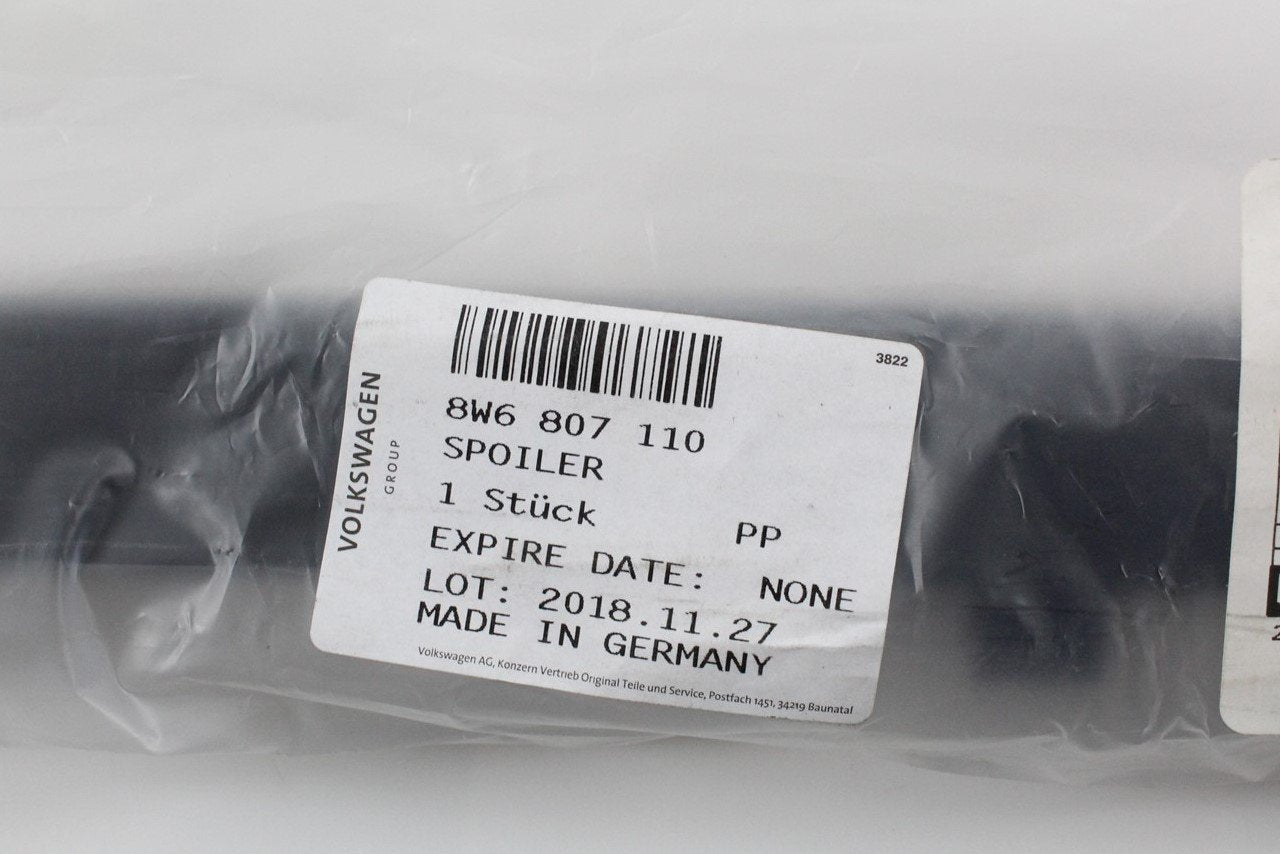 3822
VOLKSWAGEN
GROUP
8W6 807 110
SPOILER
1 Stück PP
EXPIRE DATE: NONE
LOT: 2018.11.27
MADE IN GERMANY
Volkswagen AG, Konzern Vertrieb Original Teile und Service, Postfach 1451, 34219 Baunatal